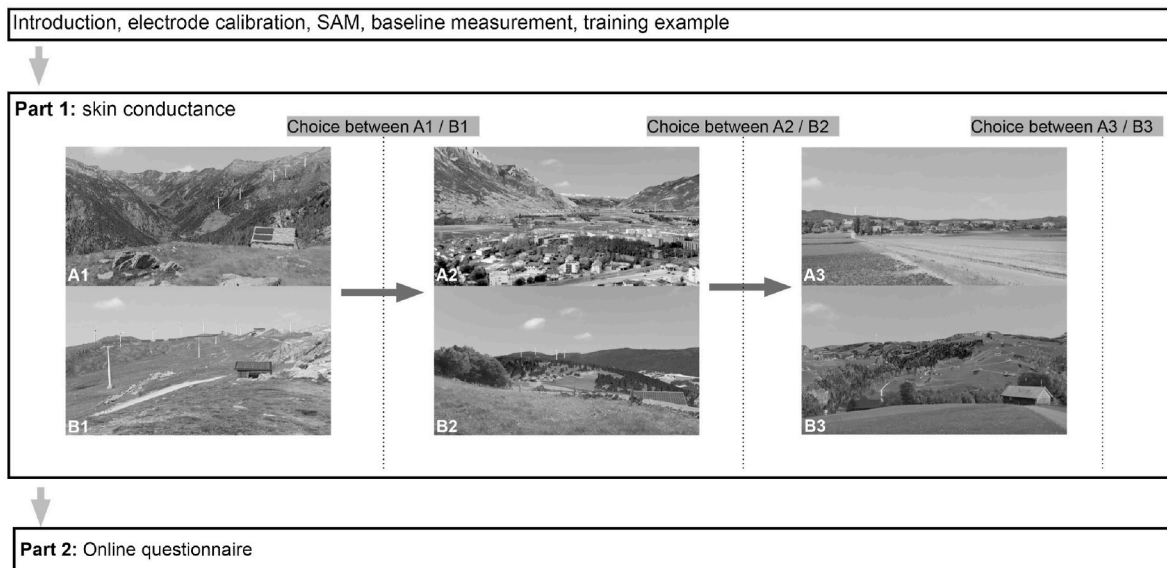 Introduction, electrode calibration, SAM, baseline measurement, training example
Part 1: skin conductance
Choice between A1 / B1
Choice between A2 / B2
Choice between A3 / B3
A1
A2
A3
B1
B2
B3
Part 2: Online questionnaire